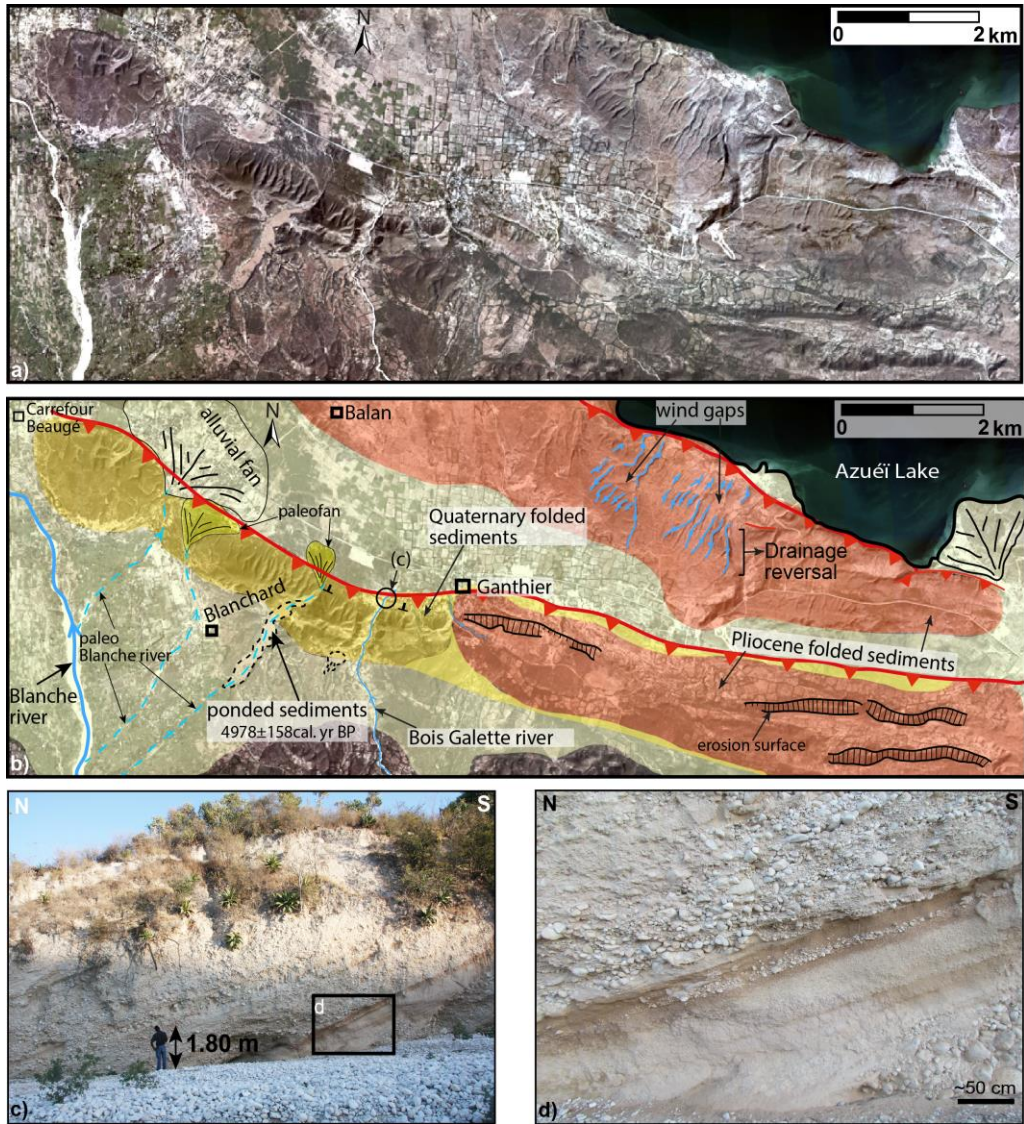 N
0 2 km
a)
Carrefour
Beaugé
alluvial fan
N
Balan
wind gaps
0 2 km
Azuéï Lake
paleofan
Quaternary folded
sediments
(c)
Drainage
reversal
Ganthier
Blanchard
paleo
Blanche river
Pliocene folded sediments
Blanche
river
ponded sediments
4978±158cal. yr BP
Bois Galette river
erosion surface
b)
N S
d
1.80 m
c)
N S
~50 cm
d)